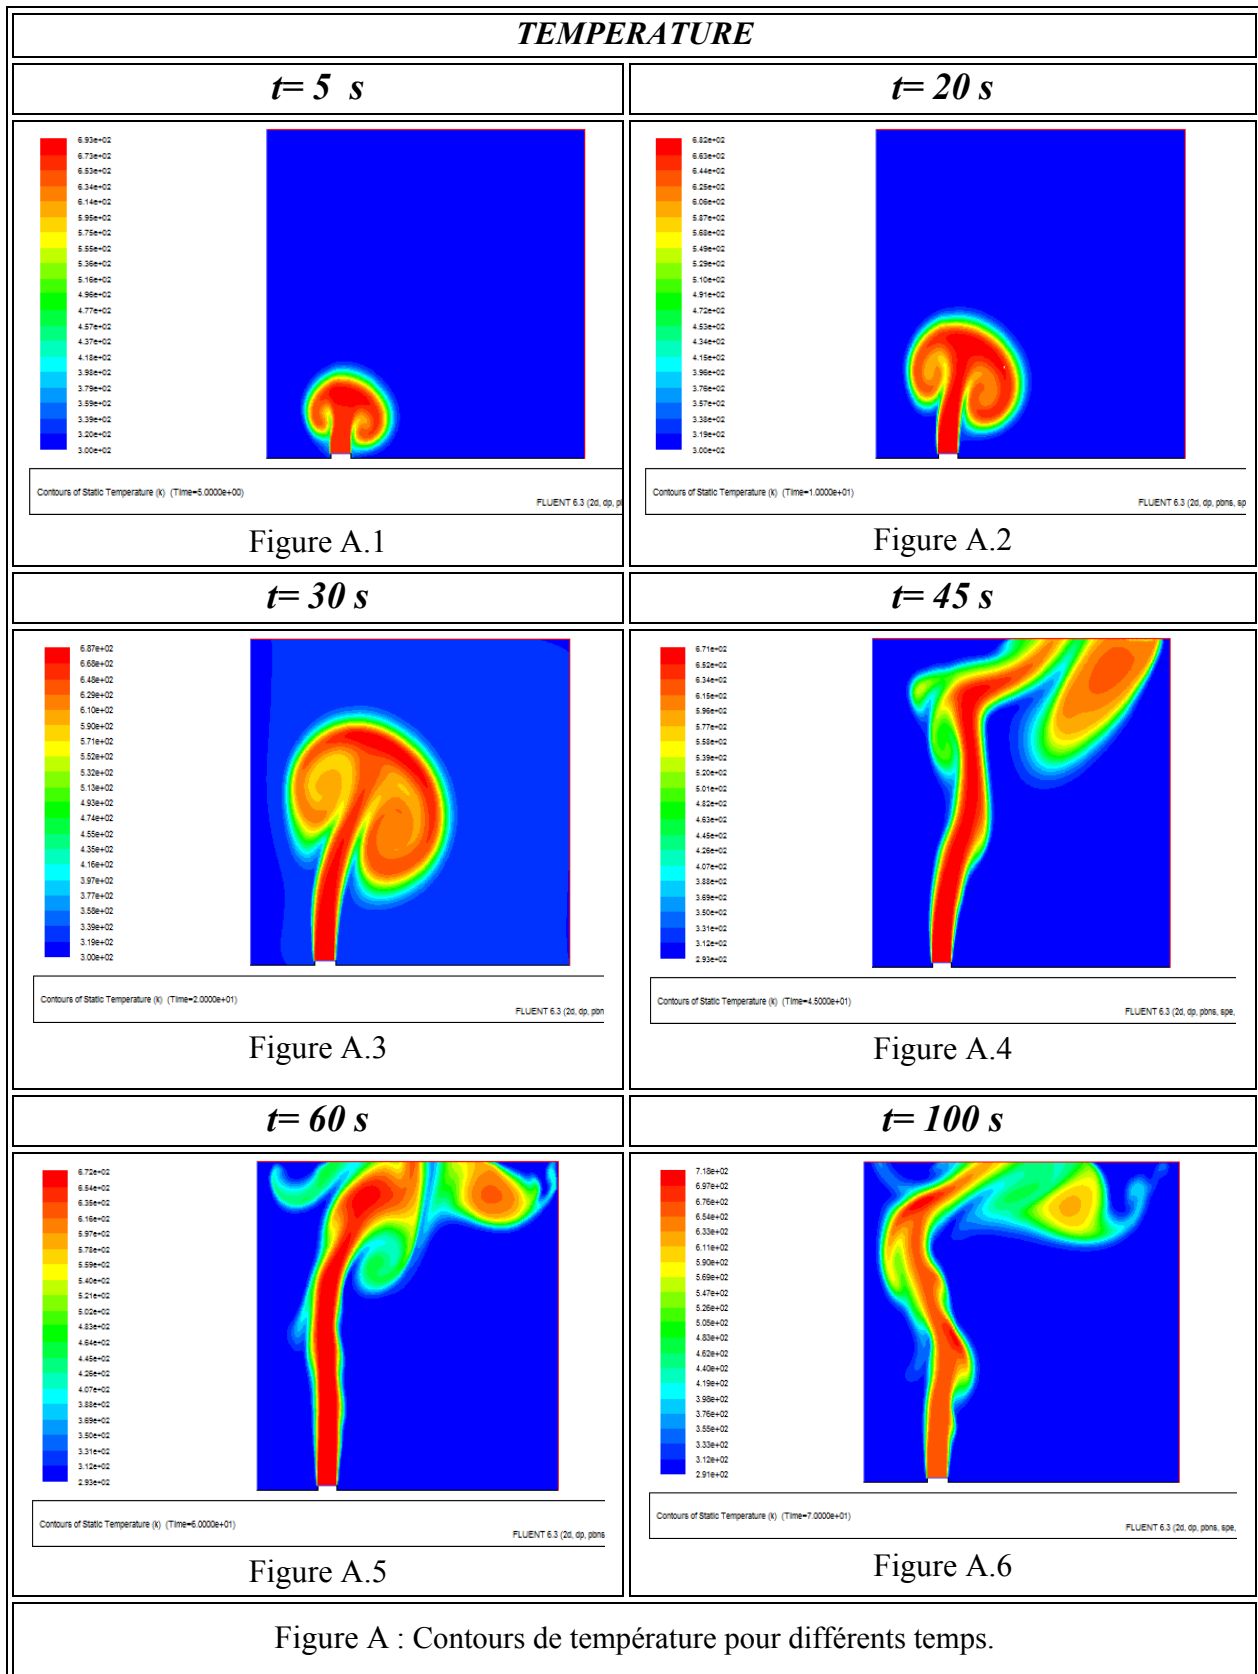 TEMPERATURE
t= 5 s
t= 20 s
6.93e+02
6.73e+02
6.53e+02
6.34e+02
6.14e+02
5.95e+02
5.75e+02
5.55e+02
5.36e+02
5.16e+02
4.96e+02
4.77e+02
4.57e+02
4.37e+02
4.18e+02
3.98e+02
3.79e+02
3.59e+02
3.39e+02
3.20e+02
3.00e+02
Contours of Static Temperature (k) (Time=5.0000e+00)
FLUENT 6.3 (2d, dp, p
Figure A.1
6.82e+02
6.63e+02
6.44e+02
6.25e+02
6.06e+02
5.87e+02
5.68e+02
5.49e+02
5.29e+02
5.10e+02
4.91e+02
4.72e+02
4.53e+02
4.34e+02
4.15e+02
3.96e+02
3.76e+02
3.57e+02
3.38e+02
3.19e+02
3.00e+02
Contours of Static Temperature (k) (Time=1.0000e+01)
FLUENT 6.3 (2d, dp, pbns, sp
Figure A.2
t= 30 s
t= 45 s
6.87e+02
6.68e+02
6.48e+02
6.29e+02
6.10e+02
5.90e+02
5.71e+02
5.52e+02
5.32e+02
5.13e+02
4.93e+02
4.74e+02
4.55e+02
4.35e+02
4.16e+02
3.97e+02
3.77e+02
3.58e+02
3.39e+02
3.19e+02
3.00e+02
Contours of Static Temperature (k) (Time=2.0000e+01)
FLUENT 6.3 (2d, dp, pbn
Figure A.3
6.71e+02
6.52e+02
6.34e+02
6.15e+02
5.96e+02
5.77e+02
5.58e+02
5.39e+02
5.20e+02
5.01e+02
4.82e+02
4.63e+02
4.45e+02
4.26e+02
4.07e+02
3.88e+02
3.69e+02
3.50e+02
3.31e+02
3.12e+02
2.93e+02
Contours of Static Temperature (k) (Time=4.5000e+01)
FLUENT 6.3 (2d, dp, pbns, spe,
Figure A.4
t= 60 s
t= 100 s
6.72e+02
6.54e+02
6.35e+02
6.16e+02
5.97e+02
5.78e+02
5.59e+02
5.40e+02
5.21e+02
5.02e+02
4.83e+02
4.64e+02
4.45e+02
4.26e+02
4.07e+02
3.88e+02
3.69e+02
3.50e+02
3.31e+02
3.12e+02
2.93e+02
Contours of Static Temperature (k) (Time=6.0000e+01)
FLUENT 6.3 (2d, dp, pbns
Figure A.5
7.18e+02
6.97e+02
6.76e+02
6.54e+02
6.33e+02
6.11e+02
5.90e+02
5.69e+02
5.47e+02
5.26e+02
5.05e+02
4.83e+02
4.62e+02
4.40e+02
4.19e+02
3.98e+02
3.76e+02
3.55e+02
3.33e+02
3.12e+02
2.91e+02
Contours of Static Temperature (k) (Time=7.0000e+01)
FLUENT 6.3 (2d, dp, pbns, spe,
Figure A.6
Figure A : Contours de température pour différents temps.